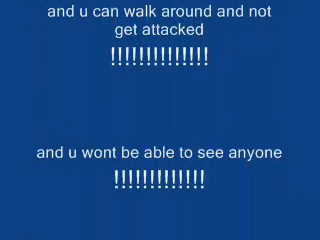 and u can walk around and not
get attacked
!!!!!!!!!!!!!!
and u wont be able to see anyone
!!!!!!!!!!!!!